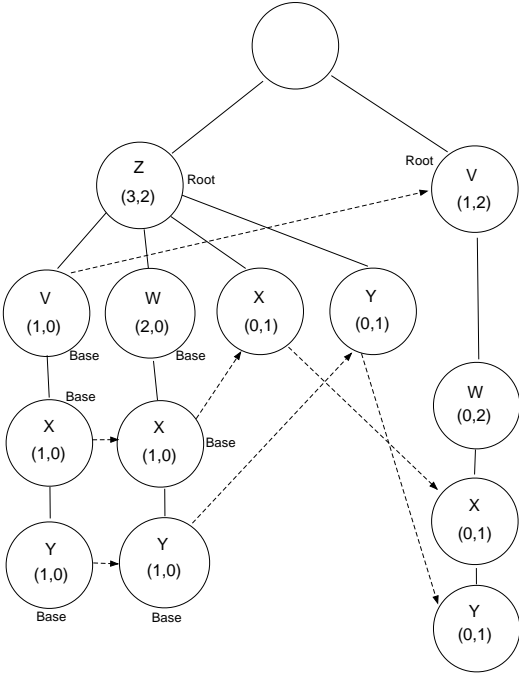 Z
(3,2)
Root
Root
V
(1,2)
V
(1,0)
Base
W
(2,0)
Base
X
(0,1)
Y
(0,1)
Base
X
(1,0)
X
(1,0)
Base
W
(0,2)
Y
(1,0)
Base
Y
(1,0)
Base
X
(0,1)
Y
(0,1)